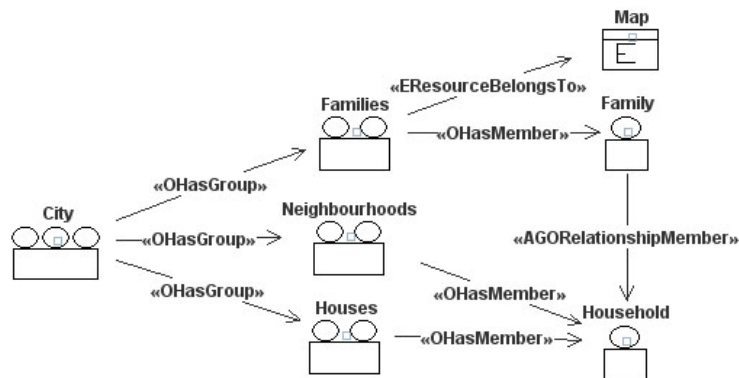 Map
«EResourceBelongsTo»
Families
Family
«OHasMember»
«OHasGroup»
City
Neighbourhoods
«OHasGroup»
«AGORelationshipMember»
«OHasGroup»
«OHasMember»
Houses
Household
«OHasMember»